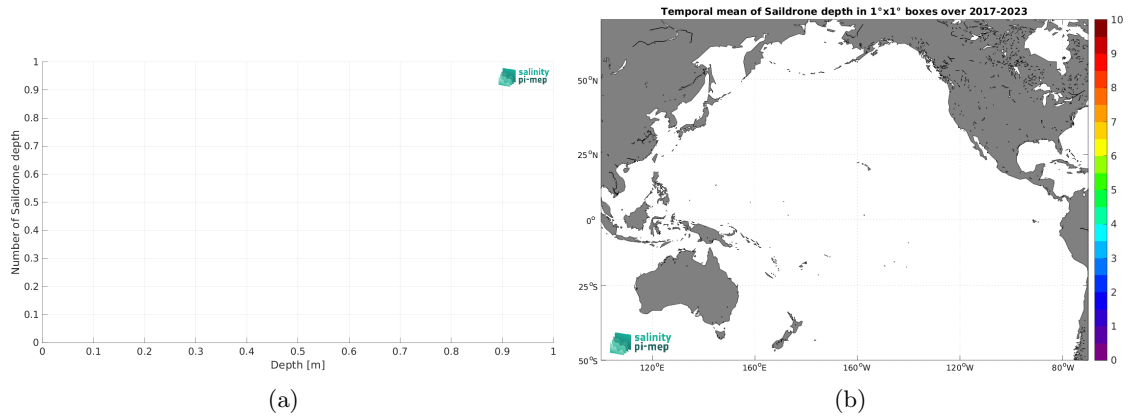 Temporal mean of Saildrone depth in 1°x1° boxes over 2017-2023
salinity
pi-mep
Number of Saildrone depth
1
0.9
0.8
0.7
0.6
0.5
0.4
0.3
0.2
0.1
0
0 0.1 0.2 0.3 0.4 0.5 0.6 0.7 0.8 0.9 1
Depth [m]
(a)
50°N
25°N
0°
25°S
50°S
120°E 160°E 160°W 120°W 80°W
salinity
pi-mep
10
9
8
7
6
5
4
3
2
1
0
(b)